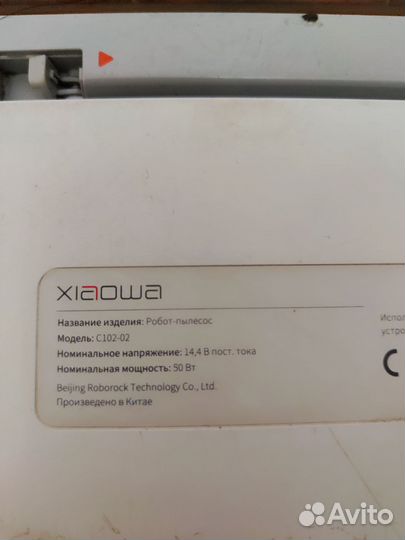 xiaowa
Название изделия: Робот-пылесос
Модель: C102-02
Номинальное напряжение: 14,4 В пост. тока
Номинальная мощность: 50 Вт
Beijing Roborock Technology Co., Ltd.
Произведено в Китае
Испол
устро
C
Avito